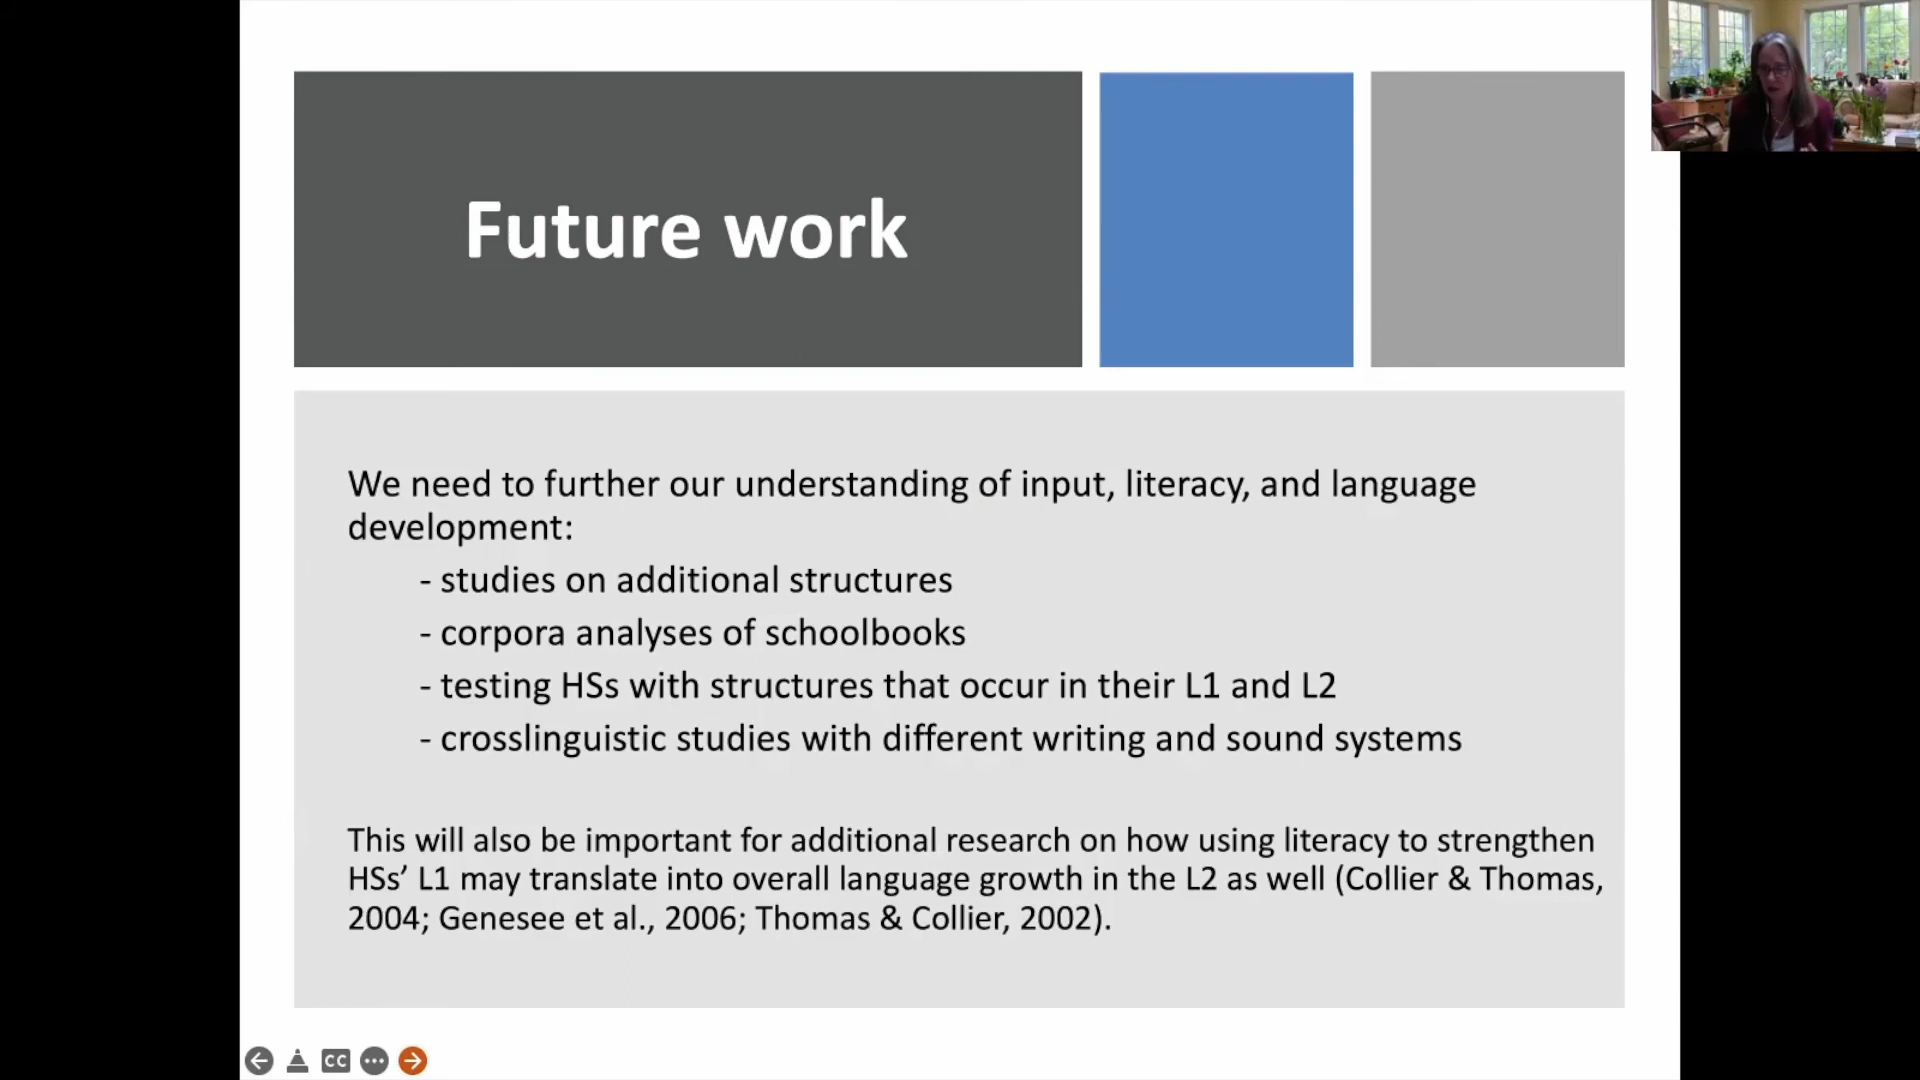 Future work
We need to further our understanding of input, literacy, and language
development:
- studies on additional structures
- corpora analyses of schoolbooks
- testing HSs with structures that occur in their L1 and L2
- crosslinguistic studies with different writing and sound systems
This will also be important for additional research on how using literacy to strengthen
HSs’ L1 may translate into overall language growth in the L2 as well (Collier & Thomas,
2004; Genesee et al., 2006; Thomas & Collier, 2002).
CC